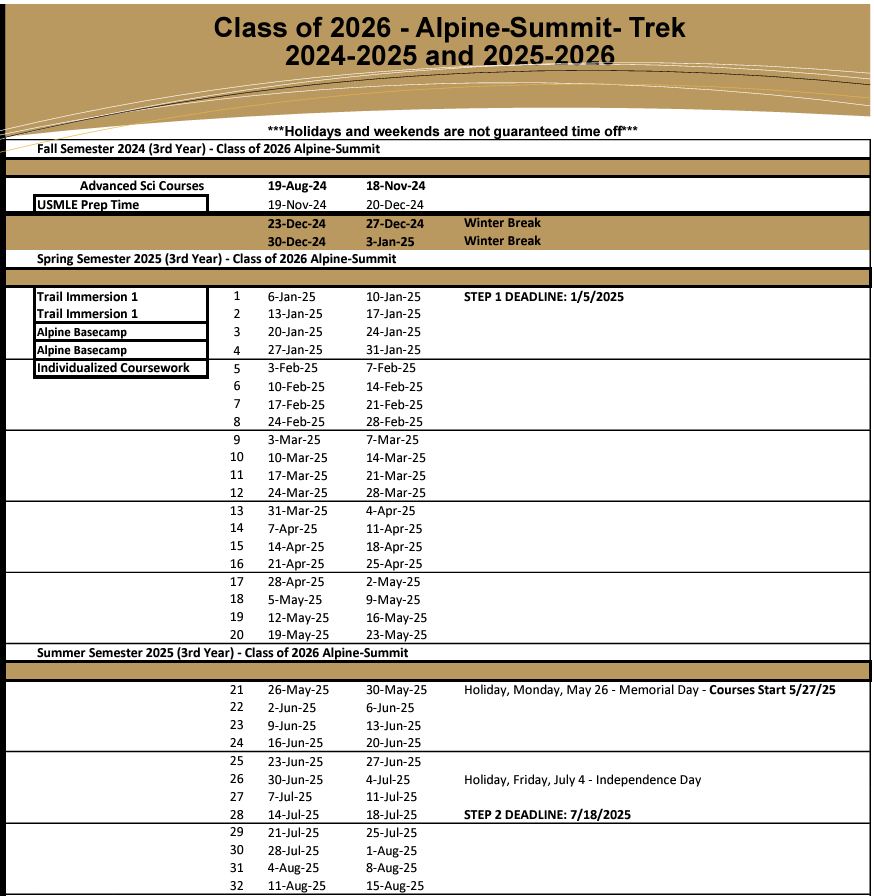 Class of 2026 - Alpine-Summit- Trek
2024-2025 and 2025-2026
***Holidays and weekends are not guaranteed time off***
Fall Semester 2024 (3rd Year) - Class of 2026 Alpine-Summit
Advanced Sci Courses 19-Aug-24 18-Nov-24
USMLE Prep Time 19-Nov-24 20-Dec-24
23-Dec-24 27-Dec-24 Winter Break
30-Dec-24 3-Jan-25 Winter Break
Spring Semester 2025 (3rd Year) - Class of 2026 Alpine-Summit
Trail Immersion 1 1 6-Jan-25 10-Jan-25 STEP 1 DEADLINE: 1/5/2025
Trail Immersion 1 2 13-Jan-25 17-Jan-25
Alpine Basecamp 3 20-Jan-25 24-Jan-25
Alpine Basecamp 4 27-Jan-25 31-Jan-25
Individualized Coursework 5 3-Feb-25 7-Feb-25
6 10-Feb-25 14-Feb-25
7 17-Feb-25 21-Feb-25
8 24-Feb-25 28-Feb-25
9 3-Mar-25 7-Mar-25
10 10-Mar-25 14-Mar-25
11 17-Mar-25 21-Mar-25
12 24-Mar-25 28-Mar-25
13 31-Mar-25 4-Apr-25
14 7-Apr-25 11-Apr-25
15 14-Apr-25 18-Apr-25
16 21-Apr-25 25-Apr-25
17 28-Apr-25 2-May-25
18 5-May-25 9-May-25
19 12-May-25 16-May-25
20 19-May-25 23-May-25
Summer Semester 2025 (3rd Year) - Class of 2026 Alpine-Summit
21 26-May-25 30-May-25 Holiday, Monday, May 26 - Memorial Day - Courses Start 5/27/25
22 2-Jun-25 6-Jun-25
23 9-Jun-25 13-Jun-25
24 16-Jun-25 20-Jun-25
25 23-Jun-25 27-Jun-25
26 30-Jun-25 4-Jul-25 Holiday, Friday, July 4 - Independence Day
27 7-Jul-25 11-Jul-25
28 14-Jul-25 18-Jul-25 STEP 2 DEADLINE: 7/18/2025
29 21-Jul-25 25-Jul-25
30 28-Jul-25 1-Aug-25
31 4-Aug-25 8-Aug-25
32 11-Aug-25 15-Aug-25